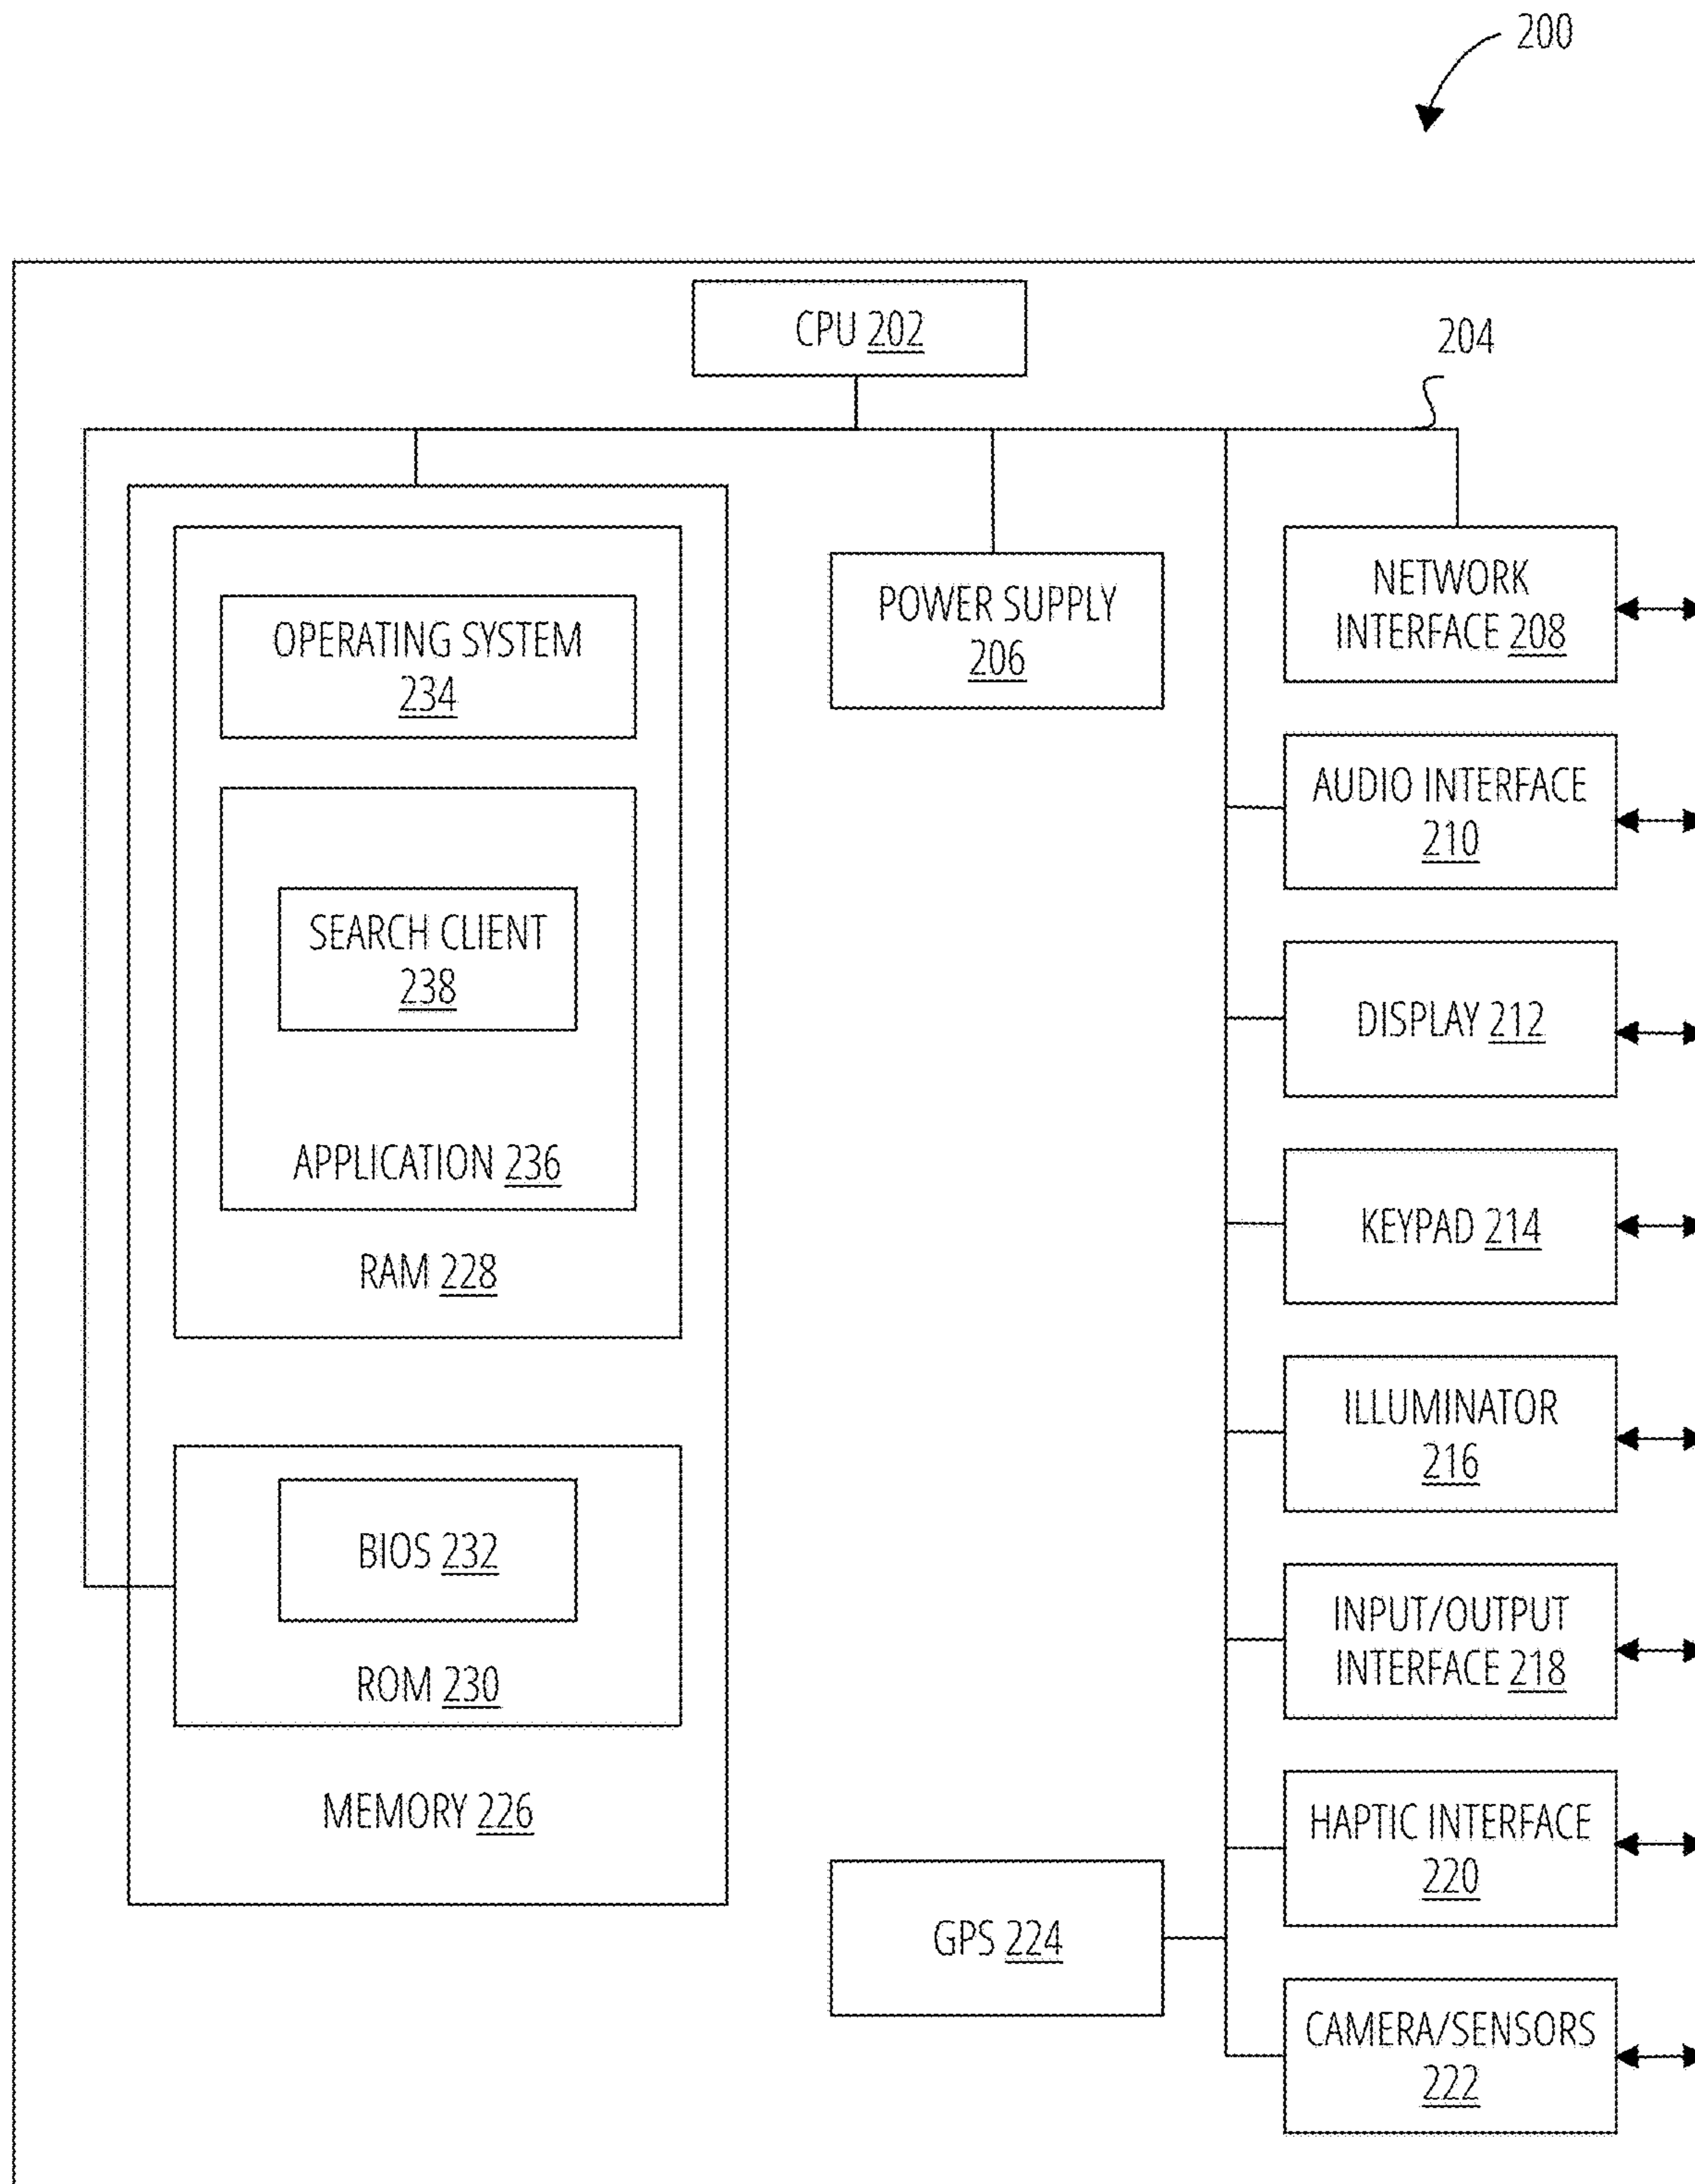 200
CPU 202
204
OPERATING SYSTEM
234
SEARCH CLIENT
238
APPLICATION 236
RAM 228
BIOS 232
ROM 230
MEMORY 226
POWER SUPPLY
206
GPS 224
NETWORK
INTERFACE 208
AUDIO INTERFACE
210
DISPLAY 212
KEYPAD 214
ILLUMINATOR
216
INPUT/OUTPUT
INTERFACE 218
HAPTIC INTERFACE
220
CAMERA/SENSORS
222